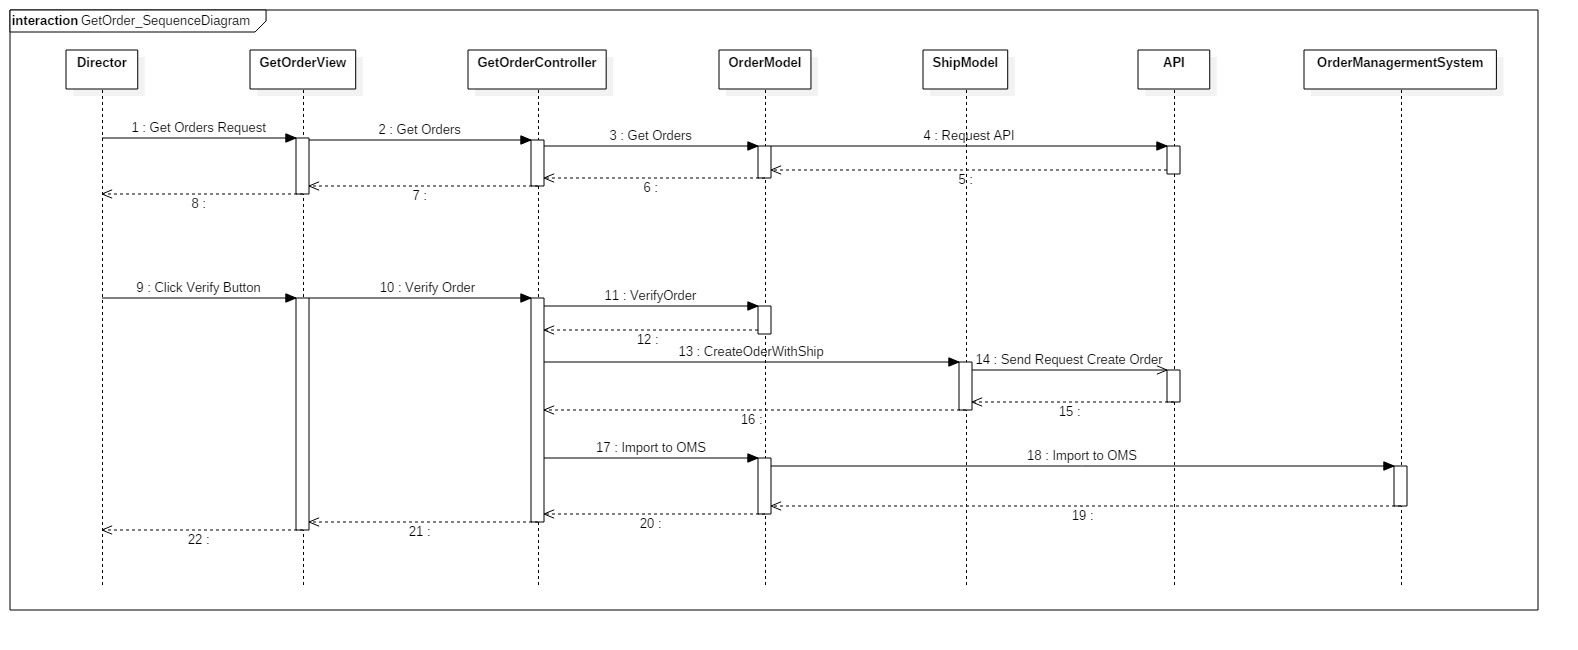 interaction GetOrder_SequenceDiagram
Director
GetOrderView
GetOrderController
OrderModel
ShipModel
API
OrderManagermentSystem
1 : Get Orders Request
2 : Get Orders
3 : Get Orders
4 : Request API
5 :
6 :
7 :
8 :
9 : Click Verify Button
10 : Verify Order
11 : VerifyOrder
12 :
13 : CreateOderWithShip
14 : Send Request Create Order
15 :
16 :
17 : Import to OMS
18 : Import to OMS
19 :
20 :
21 :
22 :